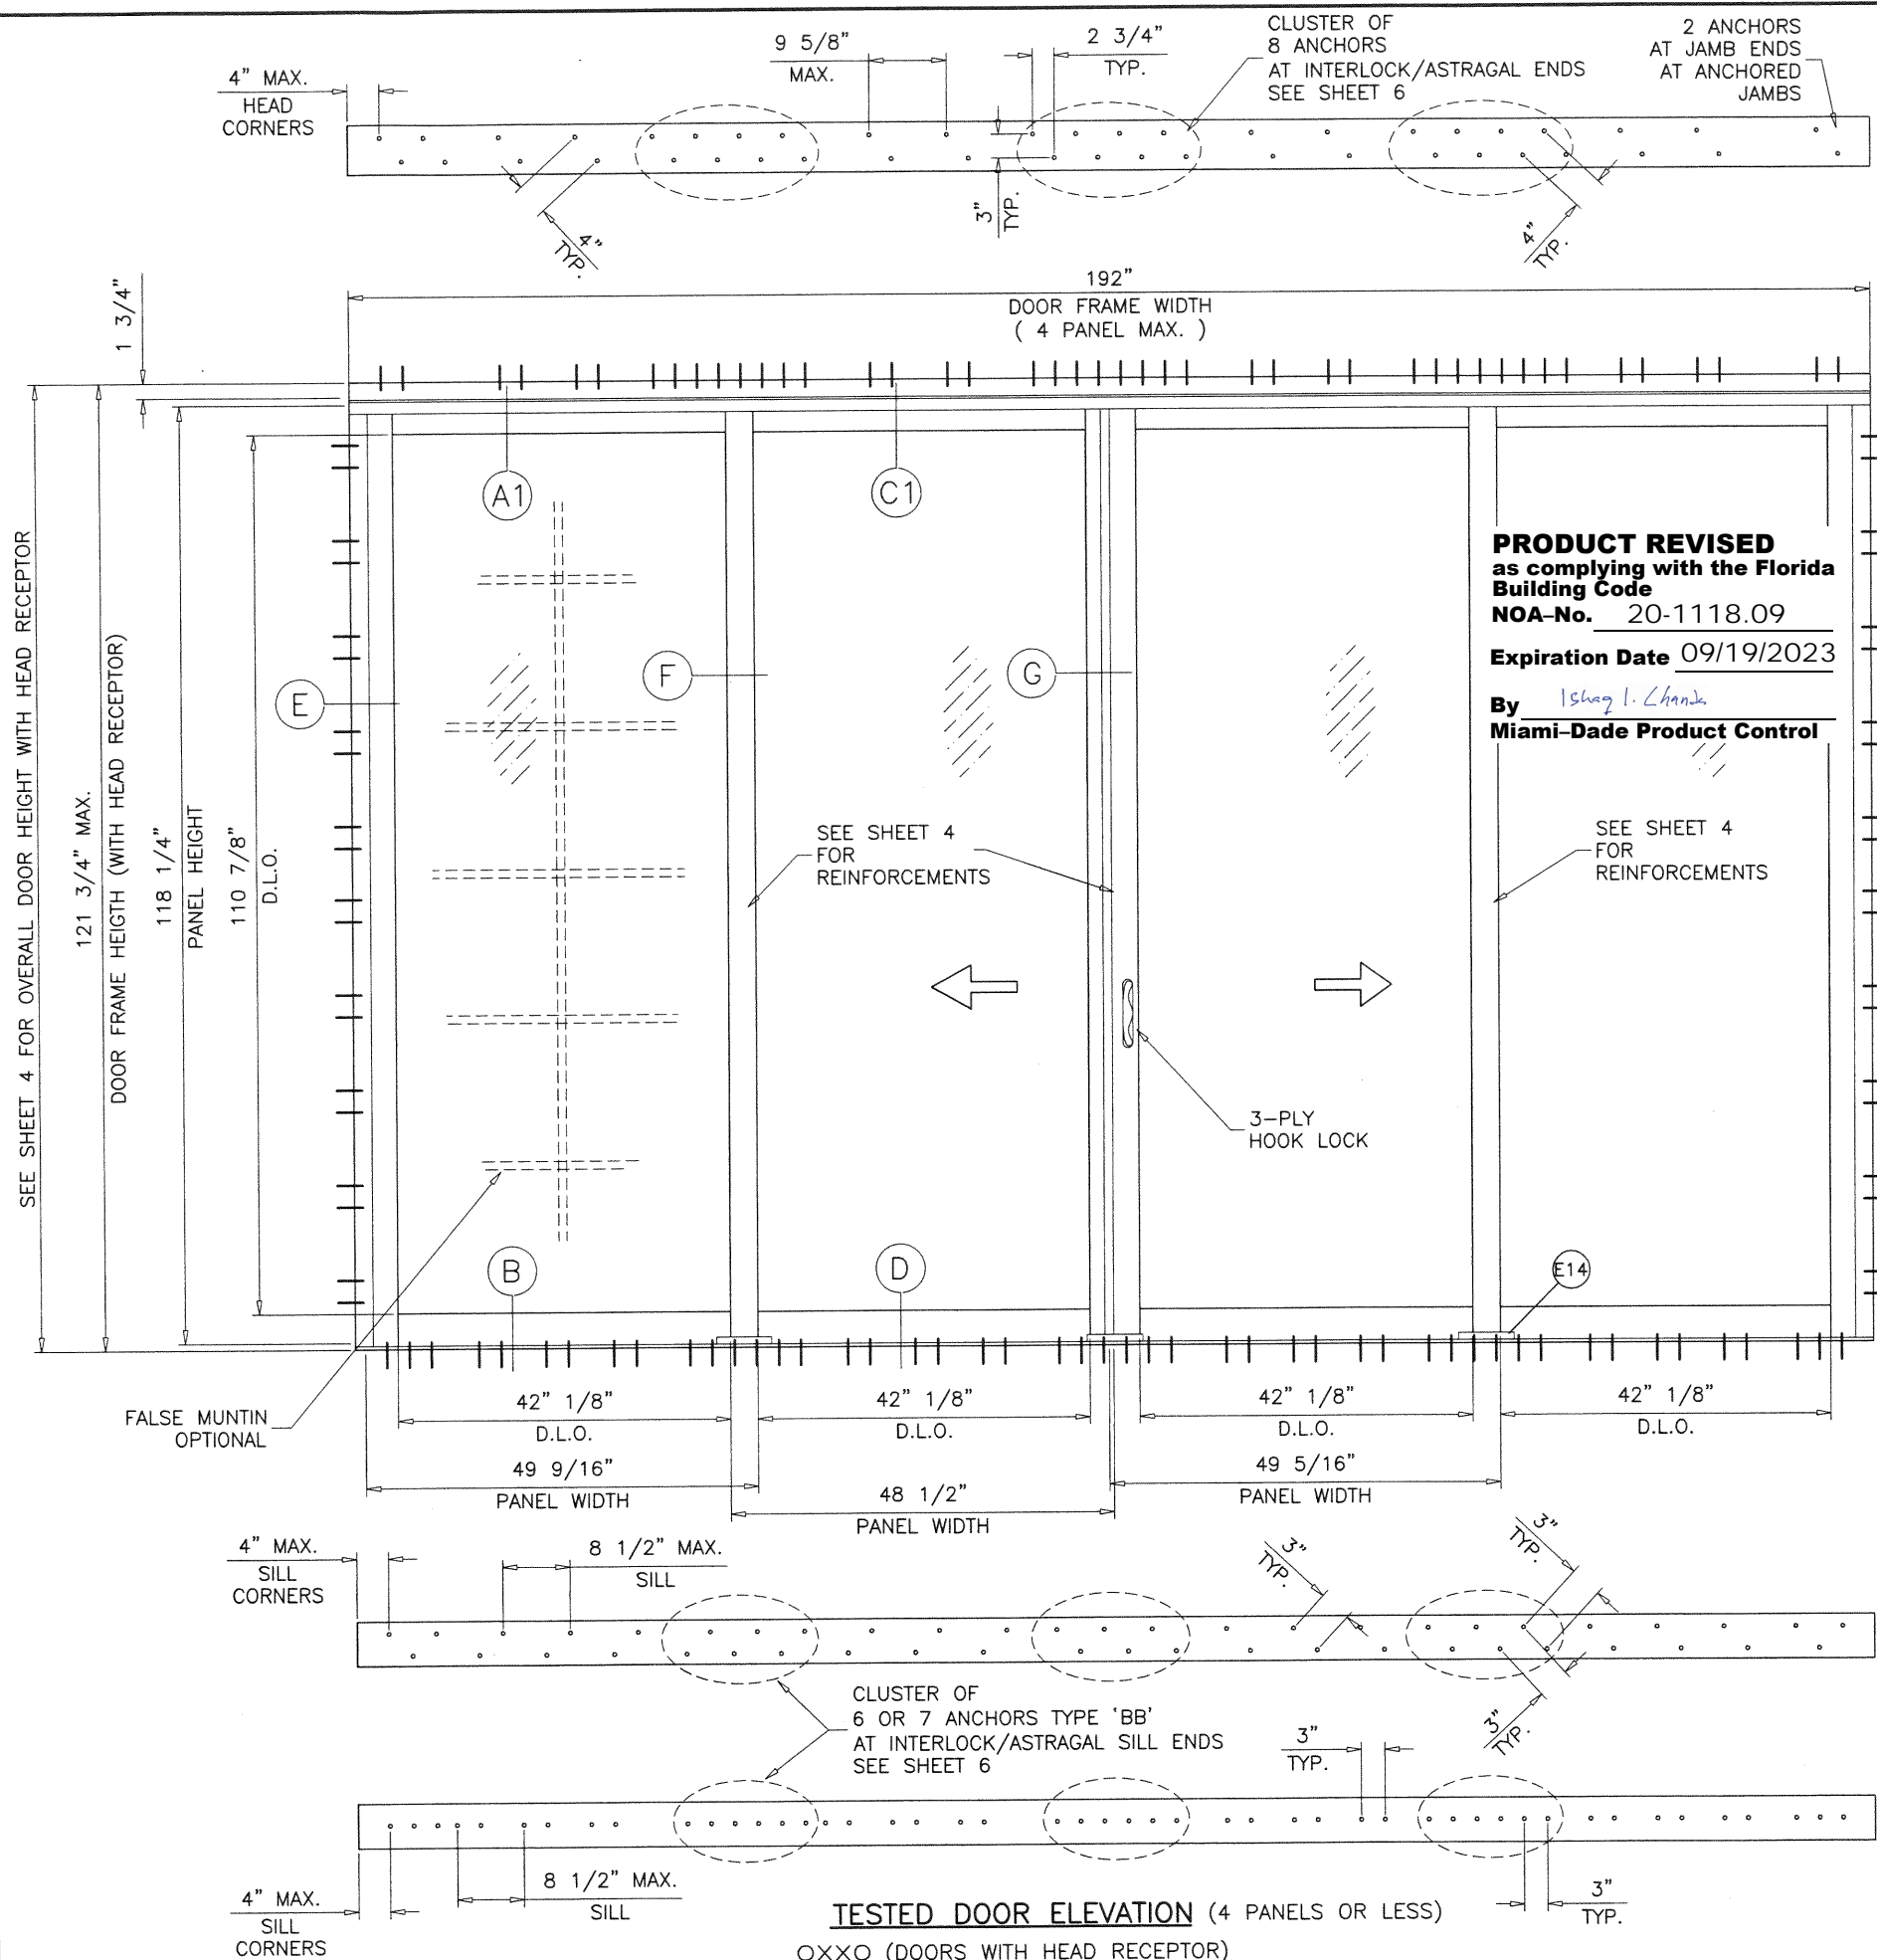 4" MAX.
HEAD
CORNERS
9 5/8"
MAX.
2 3/4"
TYP.
CLUSTER OF
8 ANCHORS
AT INTERLOCK/ASTRAGAL ENDS
SEE SHEET 6
2 ANCHORS
AT JAMB ENDS
AT ANCHORED
JAMBS
4"
TYP.
3"
TYP.
4"
TYP.
192"
DOOR FRAME WIDTH
( 4 PANEL MAX. )
1 3/4"
SEE SHEET 4 FOR OVERALL DOOR HEIGHT WITH HEAD RECEPTOR
121 3/4" MAX.
DOOR FRAME HEIGTH (WITH HEAD RECEPTOR)
118 1/4"
PANEL HEIGHT
110 7/8"
D.L.O.
A1
C1
E
F
G
PRODUCT REVISED
as complying with the Florida
Building Code
NOA–No. 20-1118.09
Expiration Date 09/19/2023
By Ishaq I. Chanda
Miami–Dade Product Control
SEE SHEET 4
FOR
REINFORCEMENTS
SEE SHEET 4
FOR
REINFORCEMENTS
3–PLY
HOOK LOCK
B
D
E14
FALSE MUNTIN
OPTIONAL
42" 1/8"
D.L.O.
42" 1/8"
D.L.O.
42" 1/8"
D.L.O.
42" 1/8"
D.L.O.
49 9/16"
PANEL WIDTH
48 1/2"
PANEL WIDTH
49 5/16"
PANEL WIDTH
4" MAX.
SILL
CORNERS
8 1/2" MAX.
SILL
3"
TYP.
3"
TYP.
3"
TYP.
CLUSTER OF
6 OR 7 ANCHORS TYPE 'BB'
AT INTERLOCK/ASTRAGAL SILL ENDS
SEE SHEET 6
3"
TYP.
4" MAX.
SILL
CORNERS
8 1/2" MAX.
SILL
3"
TYP.
TESTED DOOR ELEVATION (4 PANELS OR LESS)
OXXO (DOORS WITH HEAD RECEPTOR)